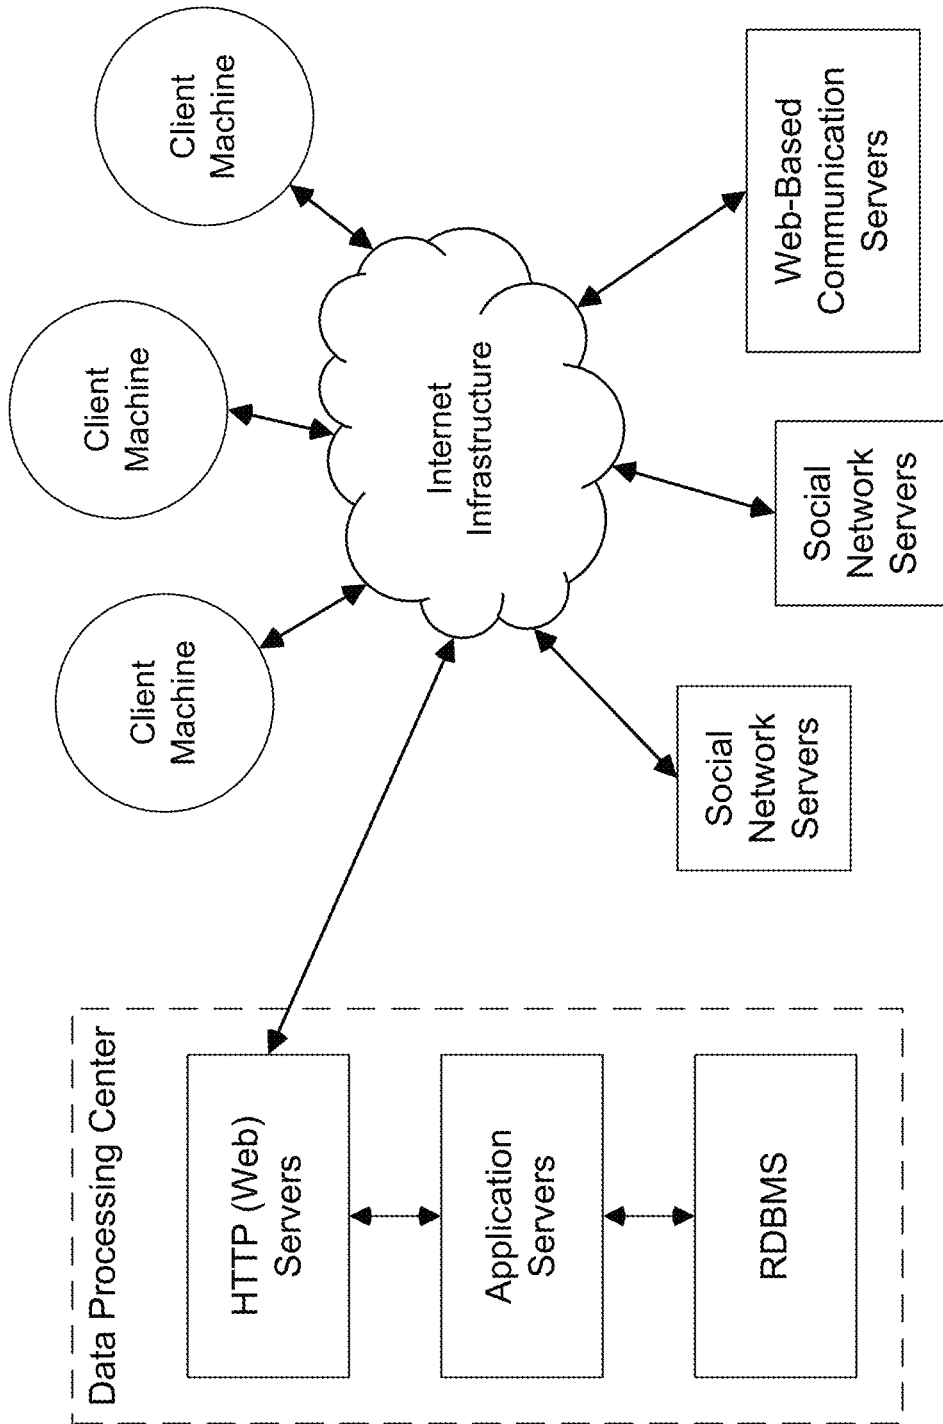 Data Processing Center
HTTP (Web)
Servers
Application
Servers
RDBMS
Client
Machine
Client
Machine
Client
Machine
Internet
Infrastructure
Social
Network
Servers
Social
Network
Servers
Web-Based
Communication
Servers